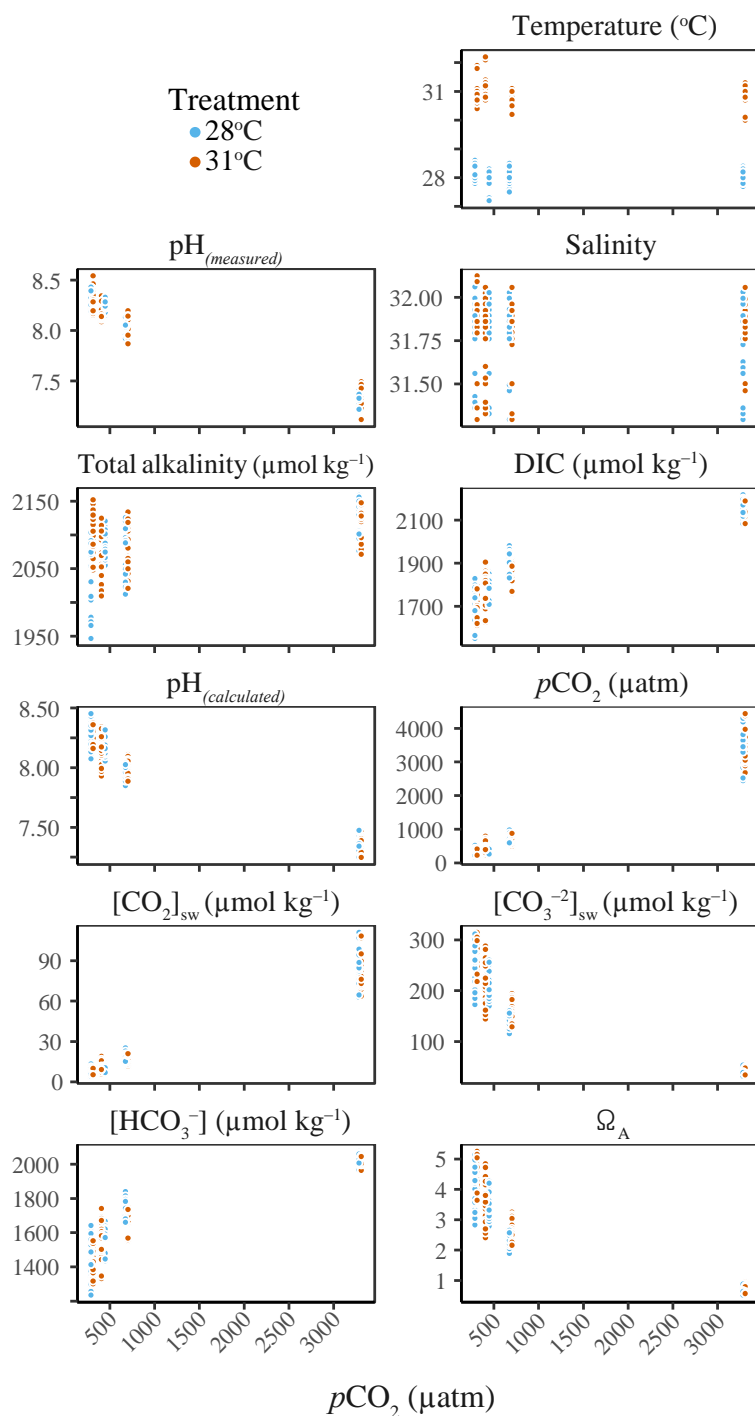 Temperature (°C)
Treatment
28°C
31°C
31
28
pH(measured)
Salinity
8.5
8.0
7.5
32.00
31.75
31.50
Total alkalinity (µmol kg⁻¹)
DIC (µmol kg⁻¹)
2150
2050
1950
2100
1900
1700
pH(calculated)
pCO₂ (µatm)
8.50
8.00
7.50
4000
3000
2000
1000
0
[CO₂]sw (µmol kg⁻¹)
[CO₃⁻²]sw (µmol kg⁻¹)
90
60
30
0
300
200
100
[HCO₃⁻] (µmol kg⁻¹)
ΩA
2000
1800
1600
1400
5
4
3
2
1
500 1000 1500 2000 2500 3000
500 1000 1500 2000 2500 3000
pCO₂ (µatm)